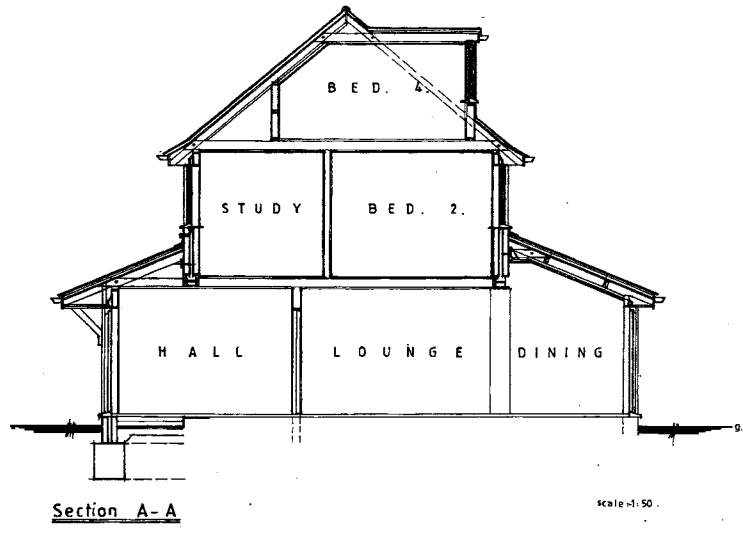 BED. 4.
STUDY BED. 2.
HALL LOUNGE DINING
g.
Section A-A
scale=1:50.